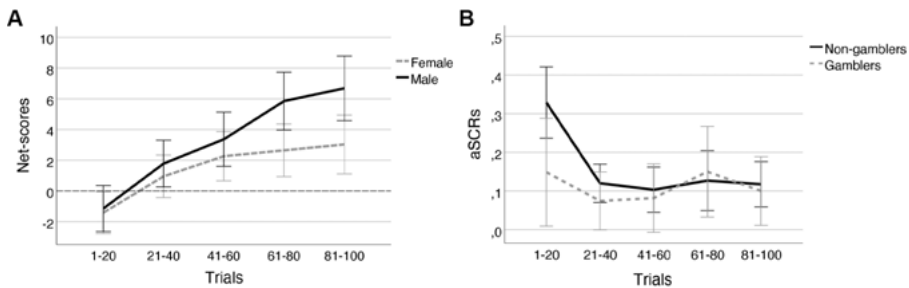 A
Net-scores
10
8
6
4
2
0
-2
1-20 21-40 41-60 61-80 81-100
Trials
Female
Male
B
aSCRs
,5
,4
,3
,2
,1
,0
1-20 21-40 41-60 61-80 81-100
Trials
Non-gamblers
Gamblers